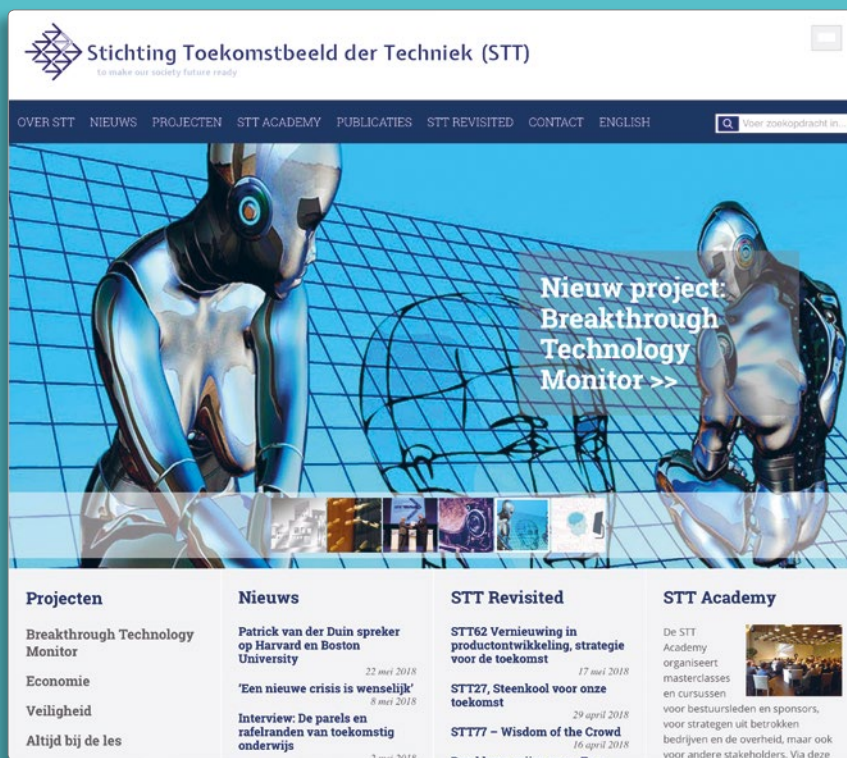 Stichting Toekomstbeeld der Techniek (STT)
to make our society future ready
OVER STT NIEUWS PROJECTEN STT ACADEMY PUBLICATIES STT REVISITED CONTACT ENGLISH
Voer zoekopdracht in...
Nieuw project:
Breakthrough
Technology
Monitor >>
Projecten
Breakthrough Technology
Monitor
Economie
Veiligheid
Altijd bij de les
Nieuws
Patrick van der Duin spreker
op Harvard en Boston
University
22 mei 2018
‘Een nieuwe crisis is wenselijk’
8 mei 2018
Interview: De parels en
rafelranden van toekomstig
onderwijs
2 mei 2018
STT Revisited
STT62 Vernieuwing in
productontwikkeling, strategie
voor de toekomst
17 mei 2018
STT27, Steenkool voor onze
toekomst
29 april 2018
STT77 – Wisdom of the Crowd
16 april 2018
STT Academy
De STT
Academy
organiseert
masterclasses
en cursussen
voor bestuursleden en sponsors,
voor strategen uit betrokken
bedrijven en de overheid, maar ook
voor andere stakeholders. Via deze